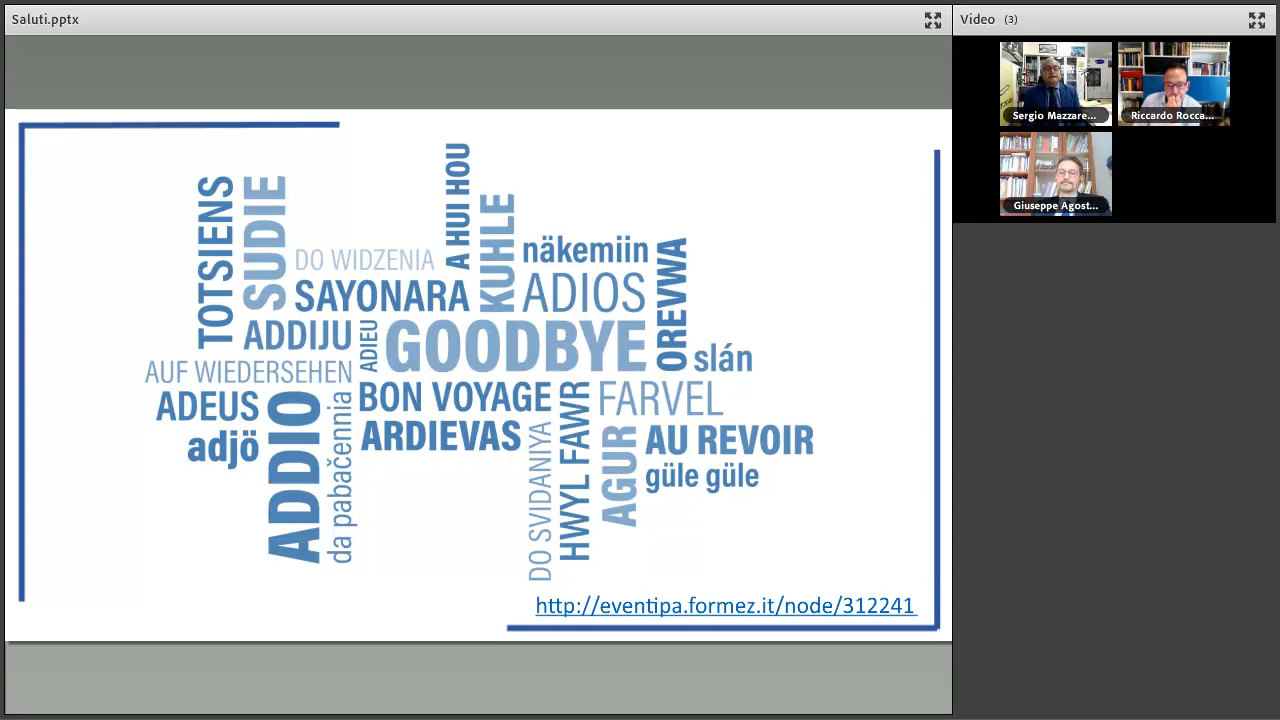 Saluti.pptx
Video (3)
Sergio Mazzare...
Riccardo Rocca...
Giuseppe Agost...
TOTSIENS
SUDIE
DO WIDZENIA
A HUI HOU
KUHLE
näkemiin
OREVWA
SAYONARA
ADIOS
ADDIJU
ADIEU
GOODBYE
slán
AUF WIEDERSEHEN
ADEUS
ADDIO
da pabačennia
BON VOYAGE
FARVEL
adjö
ARDIEVAS
DO SVIDANIYA
HWYL FAWR
AGUR
AU REVOIR
güle güle
http://eventipa.formez.it/node/312241